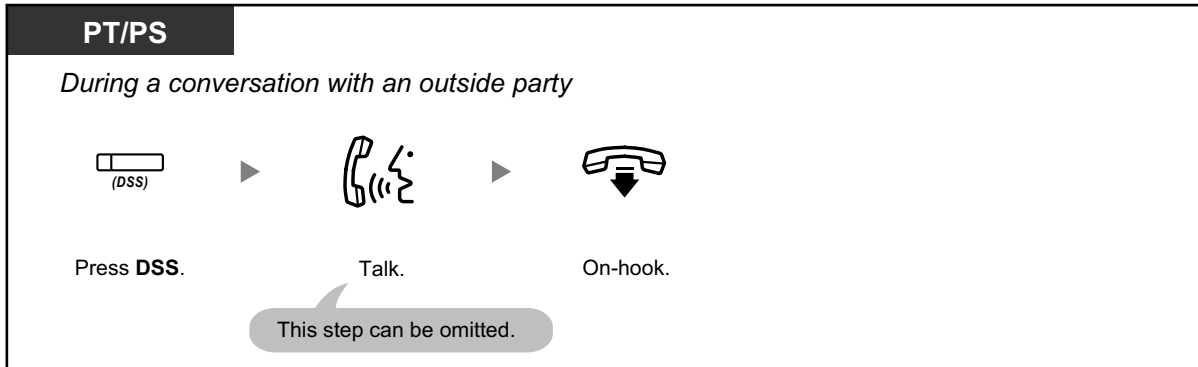 PT/PS
During a conversation with an outside party
(DSS)
Press DSS.
Talk.
On-hook.
This step can be omitted.